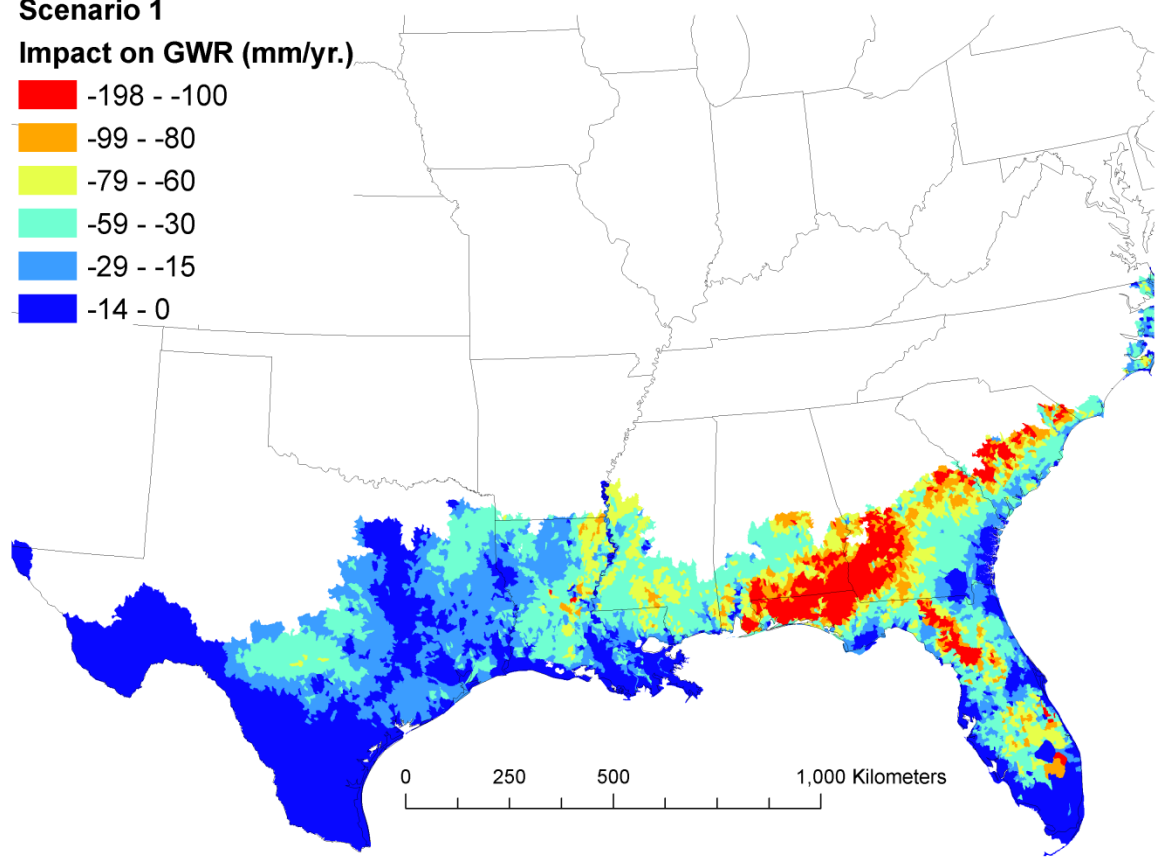 Scenario 1
Impact on GWR (mm/yr.)
-198 - -100
-99 - -80
-79 - -60
-59 - -30
-29 - -15
-14 - 0
0 250 500 1,000 Kilometers